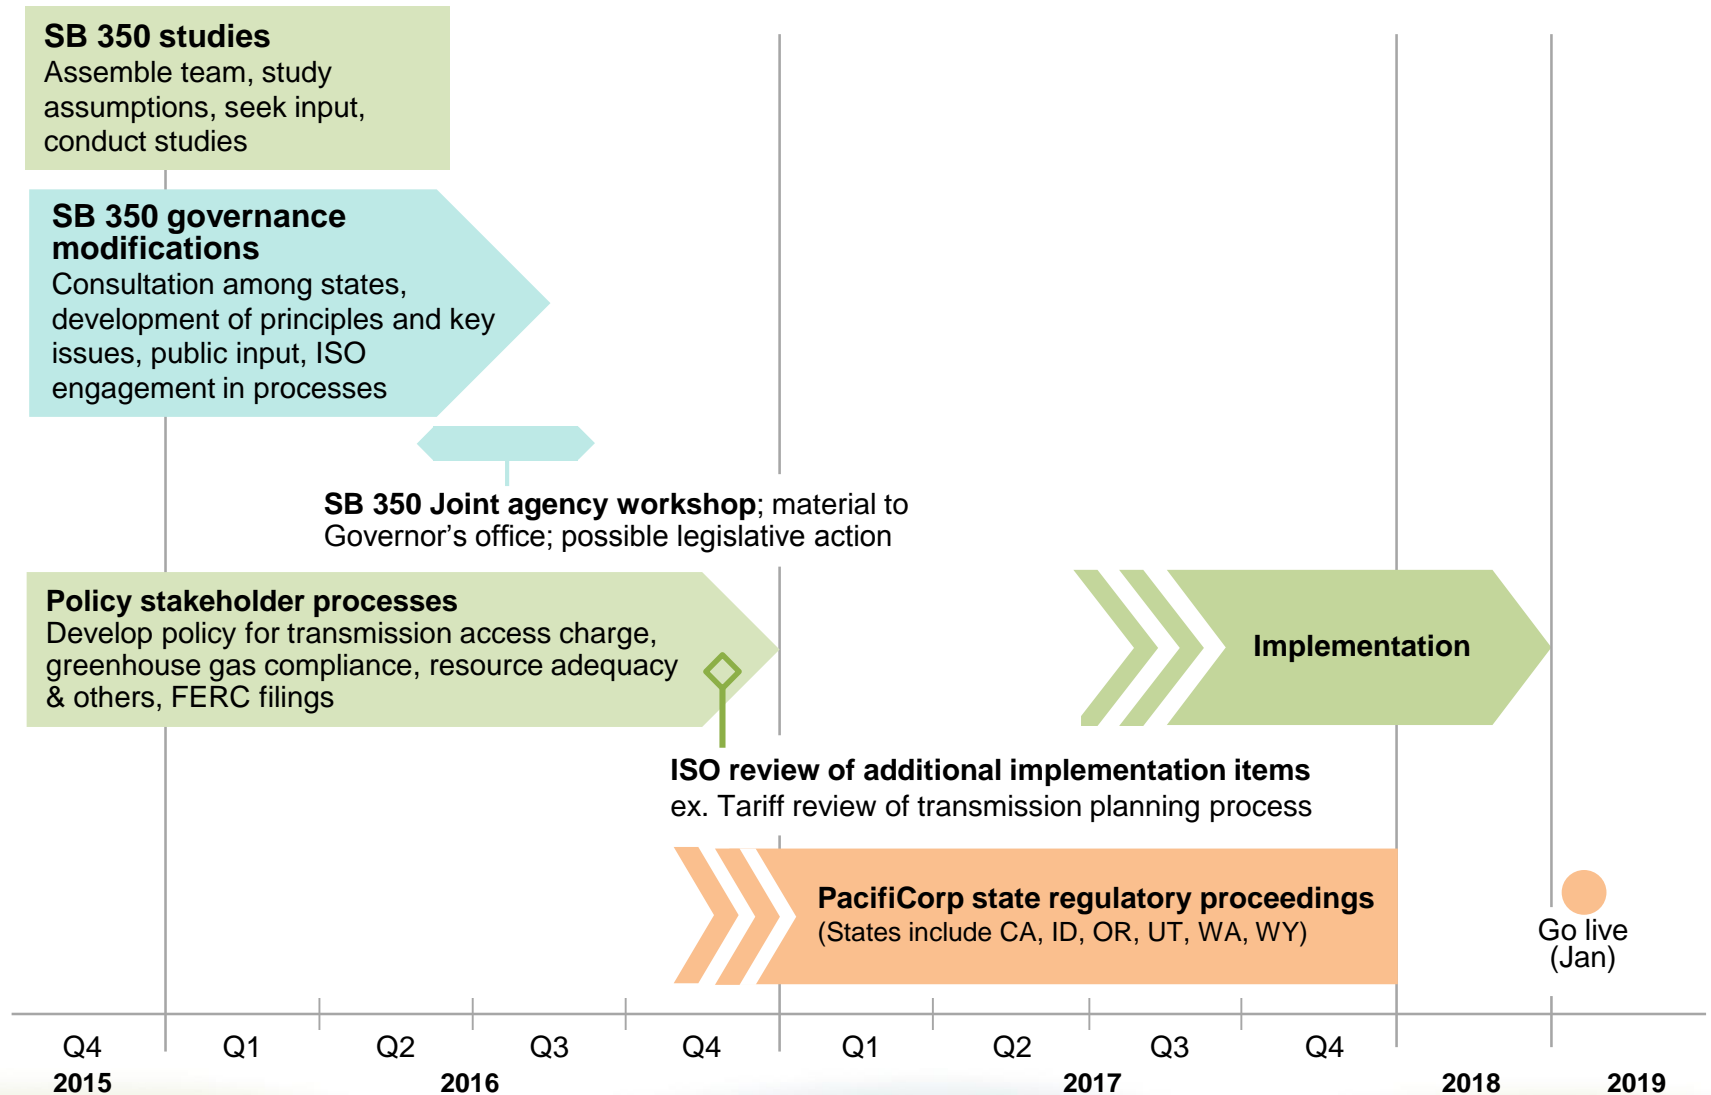 SB 350 studies
Assemble team, study
assumptions, seek input,
conduct studies
SB 350 governance
modifications
Consultation among states,
development of principles and key
issues, public input, ISO
engagement in processes
SB 350 Joint agency workshop; material to
Governor’s office; possible legislative action
Policy stakeholder processes
Develop policy for transmission access charge,
greenhouse gas compliance, resource adequacy
& others, FERC filings
Implementation
ISO review of additional implementation items
ex. Tariff review of transmission planning process
PacifiCorp state regulatory proceedings
(States include CA, ID, OR, UT, WA, WY)
Go live
(Jan)
Q4 Q1 Q2 Q3 Q4 Q1 Q2 Q3 Q4
2015 2016 2017 2018 2019